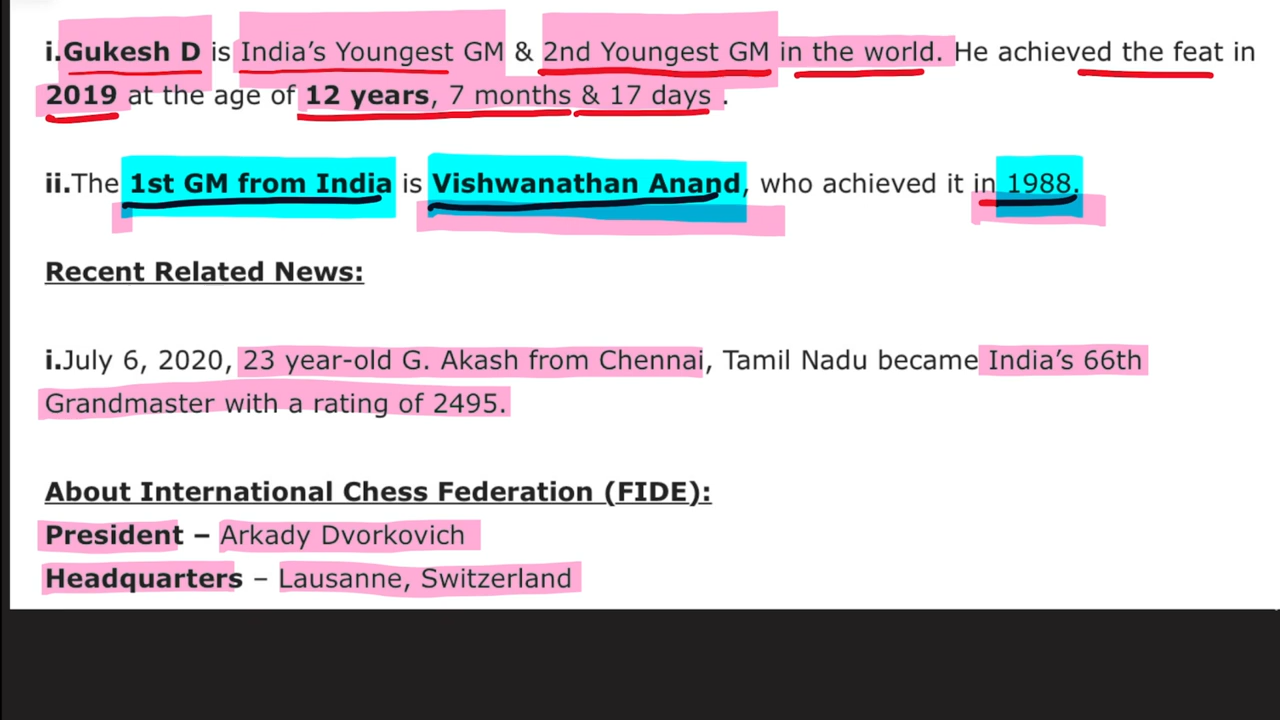 i.Gukesh D is India’s Youngest GM & 2nd Youngest GM in the world. He achieved the feat in
2019 at the age of 12 years, 7 months & 17 days .
ii.The 1st GM from India is Vishwanathan Anand, who achieved it in 1988.
Recent Related News:
i.July 6, 2020, 23 year-old G. Akash from Chennai, Tamil Nadu became India’s 66th
Grandmaster with a rating of 2495.
About International Chess Federation (FIDE):
President – Arkady Dvorkovich
Headquarters – Lausanne, Switzerland